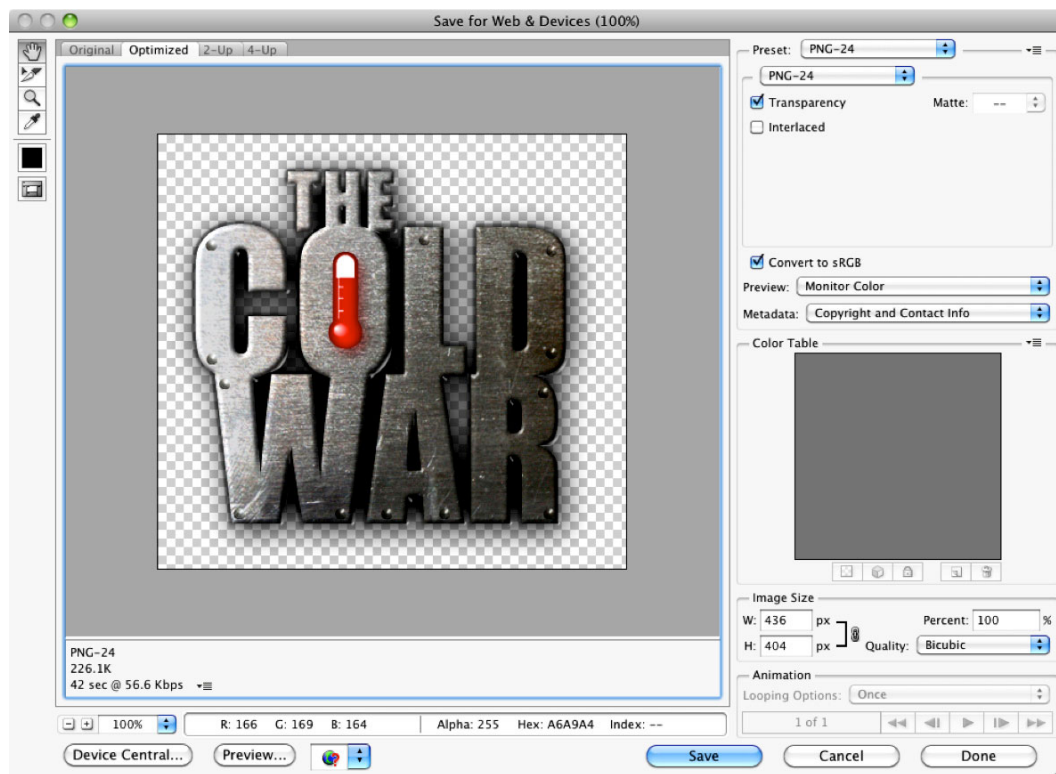 Save for Web & Devices (100%)
Original Optimized 2-Up 4-Up
Preset: PNG-24
PNG-24
Transparency Matte: --
Interlaced
THE
COLD
WAR
Convert to sRGB
Preview: Monitor Color
Metadata: Copyright and Contact Info
Color Table
Image Size
W: 436 px Percent: 100 %
H: 404 px Quality: Bicubic
PNG-24
226.1K
42 sec @ 56.6 Kbps
Animation
Looping Options: Once
1 of 1
100% R: 166 G: 169 B: 164 Alpha: 255 Hex: A6A9A4 Index: --
Device Central... Preview... Save Cancel Done